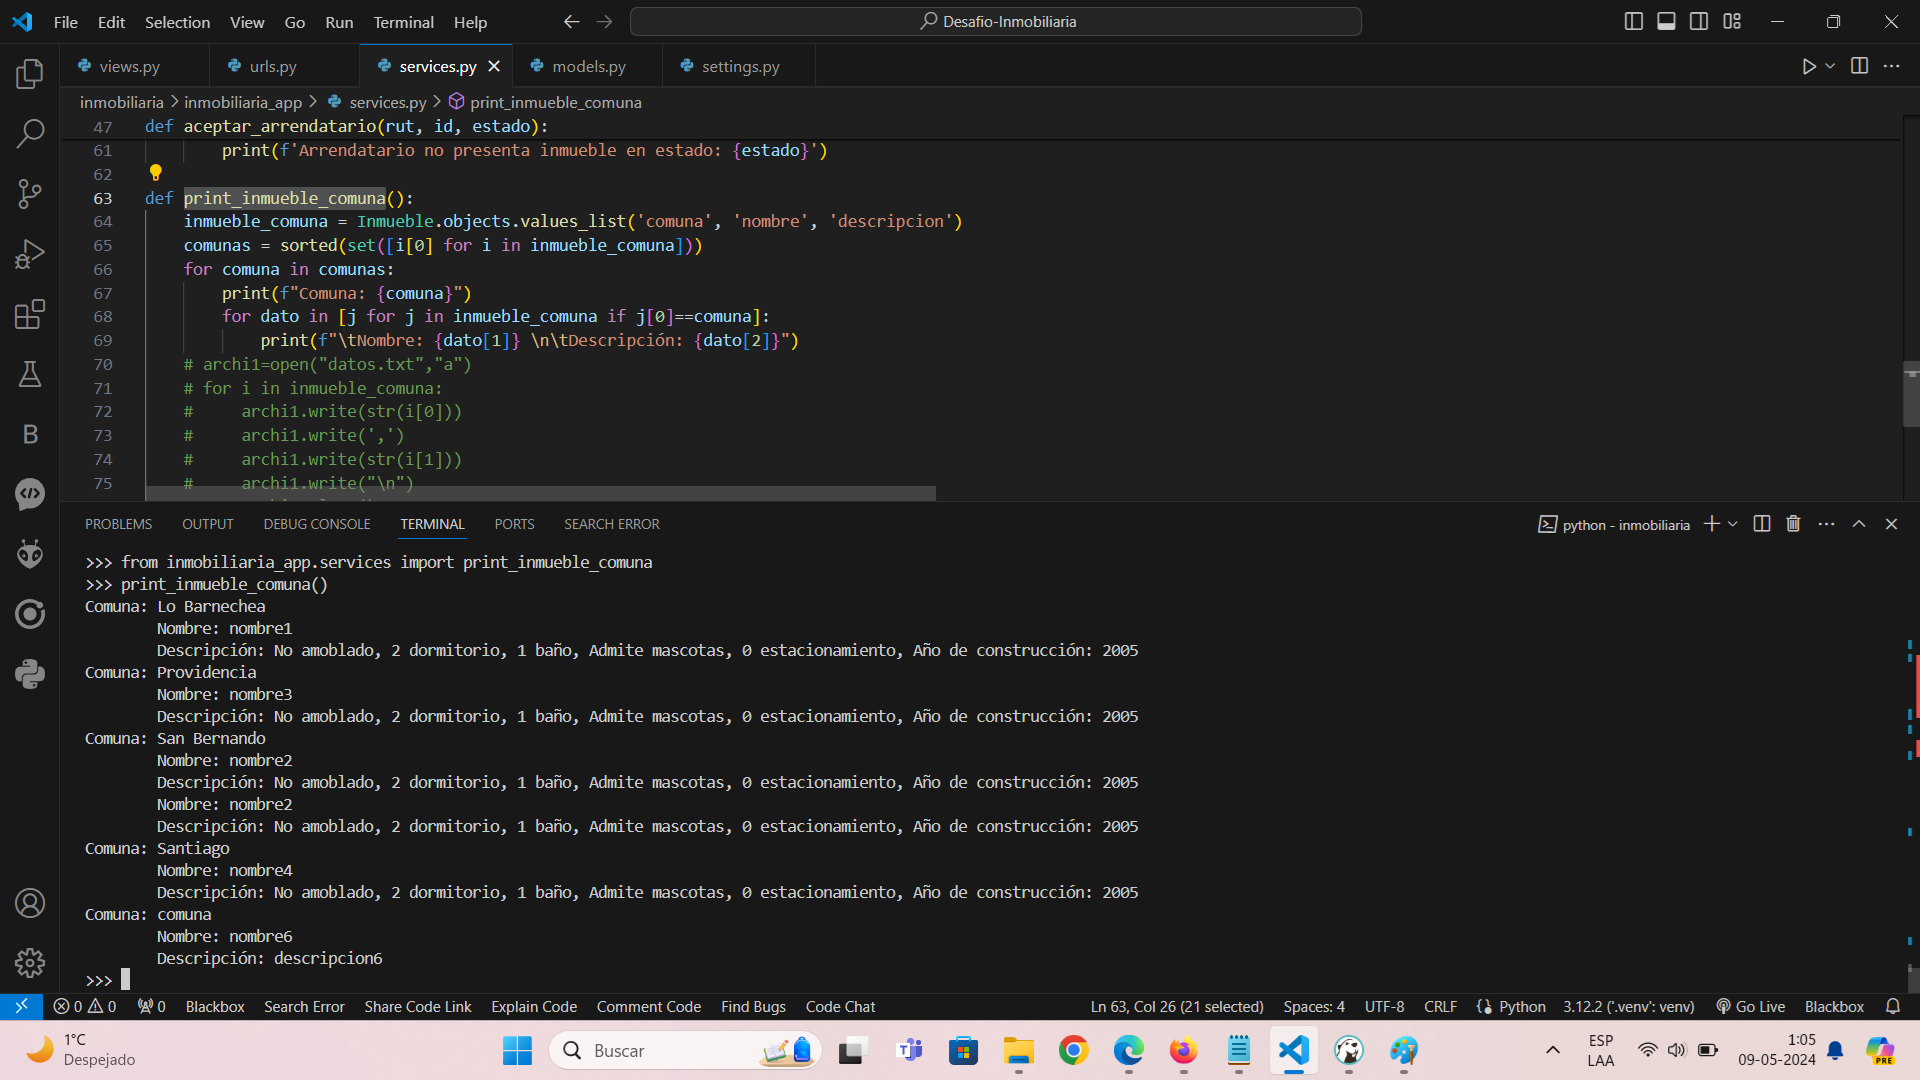 File Edit Selection View Go Run Terminal Help
Desafio-Inmobiliaria
views.py urls.py services.py models.py settings.py
inmobiliaria > inmobiliaria_app > services.py > print_inmueble_comuna
47 def aceptar_arrendatario(rut, id, estado):
61 print(f'Arrendatario no presenta inmueble en estado: {estado}')
62
63 def print_inmueble_comuna():
64 inmueble_comuna = Inmueble.objects.values_list('comuna', 'nombre', 'descripcion')
65 comunas = sorted(set([i[0] for i in inmueble_comuna]))
66 for comuna in comunas:
67 print(f"Comuna: {comuna}")
68 for dato in [j for j in inmueble_comuna if j[0]==comuna]:
69 print(f"\tNombre: {dato[1]} \n\tDescripción: {dato[2]}")
70 # archi1=open("datos.txt","a")
71 # for i in inmueble_comuna:
72 #     archi1.write(str(i[0]))
73 #     archi1.write(',')
74 #     archi1.write(str(i[1]))
75 #     archi1.write("\n")
PROBLEMS OUTPUT DEBUG CONSOLE TERMINAL PORTS SEARCH ERROR
python - inmobiliaria
>>> from inmobiliaria_app.services import print_inmueble_comuna
>>> print_inmueble_comuna()
Comuna: Lo Barnechea
Nombre: nombre1
Descripción: No amoblado, 2 dormitorio, 1 baño, Admite mascotas, 0 estacionamiento, Año de construcción: 2005
Comuna: Providencia
Nombre: nombre3
Descripción: No amoblado, 2 dormitorio, 1 baño, Admite mascotas, 0 estacionamiento, Año de construcción: 2005
Comuna: San Bernando
Nombre: nombre2
Descripción: No amoblado, 2 dormitorio, 1 baño, Admite mascotas, 0 estacionamiento, Año de construcción: 2005
Nombre: nombre2
Descripción: No amoblado, 2 dormitorio, 1 baño, Admite mascotas, 0 estacionamiento, Año de construcción: 2005
Comuna: Santiago
Nombre: nombre4
Descripción: No amoblado, 2 dormitorio, 1 baño, Admite mascotas, 0 estacionamiento, Año de construcción: 2005
Comuna: comuna
Nombre: nombre6
Descripción: descripcion6
>>>
0 0 0 Blackbox Search Error Share Code Link Explain Code Comment Code Find Bugs Code Chat Ln 63, Col 26 (21 selected) Spaces: 4 UTF-8 CRLF Python 3.12.2 ('.venv': venv) Go Live Blackbox
1°C
Despejado
Buscar
ESP
LAA
1:05
09-05-2024
PRE